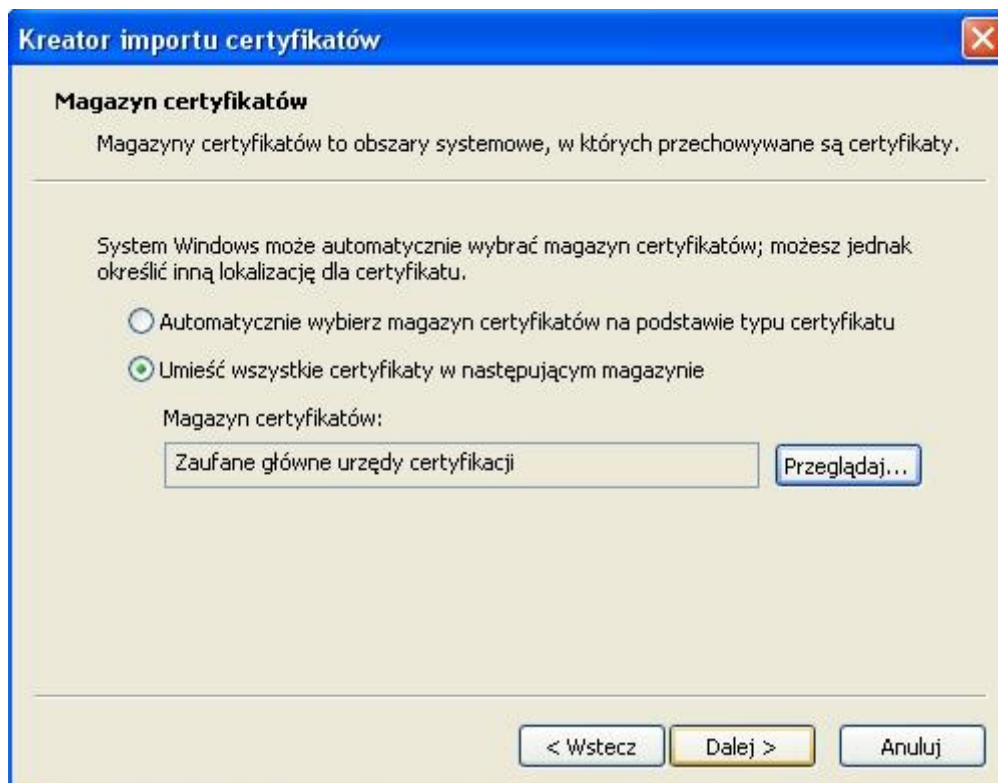 Kreator importu certyfikatów
Magazyn certyfikatów
Magazyny certyfikatów to obszary systemowe, w których przechowywane są certyfikaty.
System Windows może automatycznie wybrać magazyn certyfikatów; możesz jednak
określić inną lokalizację dla certyfikatu.
Automatycznie wybierz magazyn certyfikatów na podstawie typu certyfikatu
Umieść wszystkie certyfikaty w następującym magazynie
Magazyn certyfikatów:
Zaufane główne urzędy certyfikacji
Przeglądaj...
< Wstecz
Dalej >
Anuluj